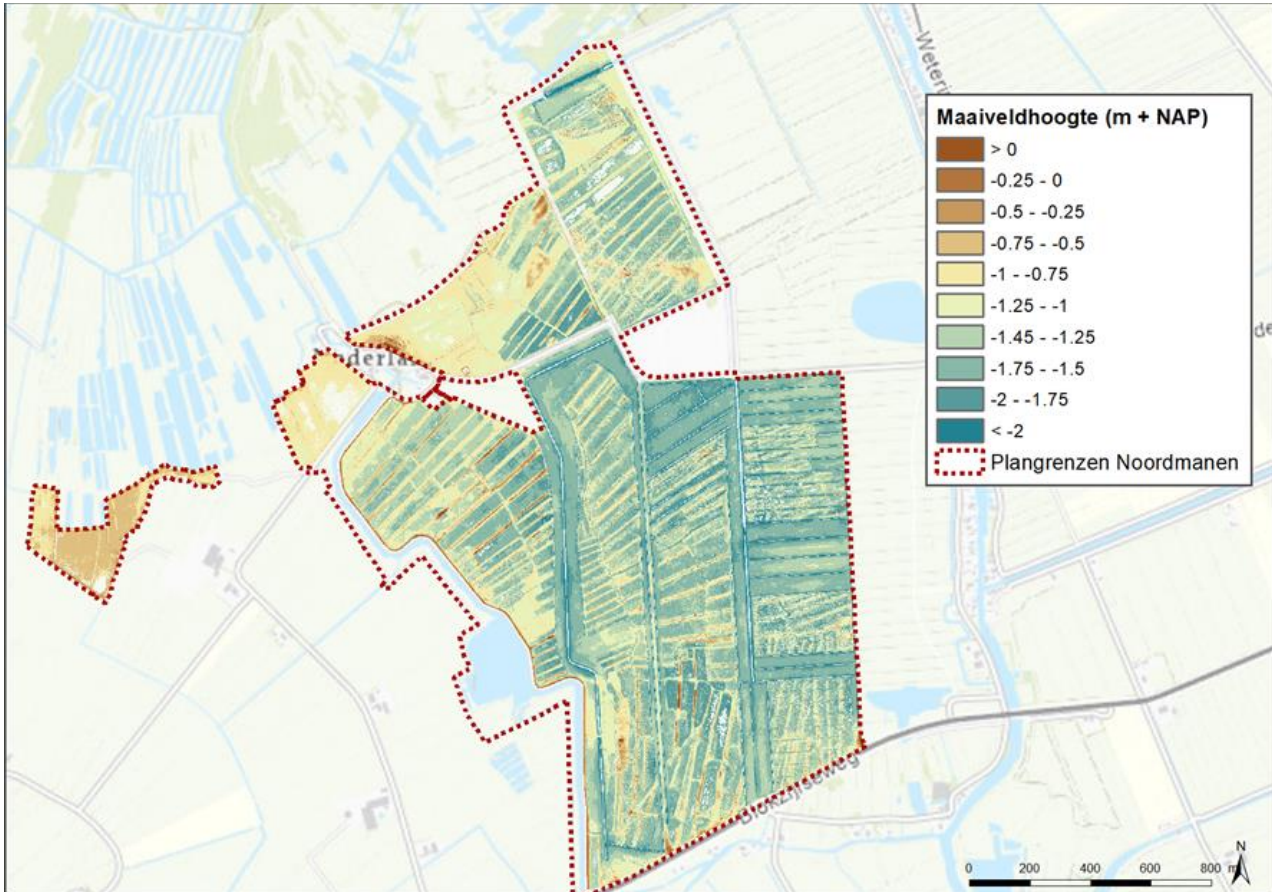 Maaiveldhoogte (m + NAP)
> 0
-0.25 - 0
-0.5 - -0.25
-0.75 - -0.5
-1 - -0.75
-1.25 - -1
-1.45 - -1.25
-1.75 - -1.5
-2 - -1.75
< -2
Plangrenzen Noordmanen
Blokzijlseweg
N
0 200 400 600 800 m